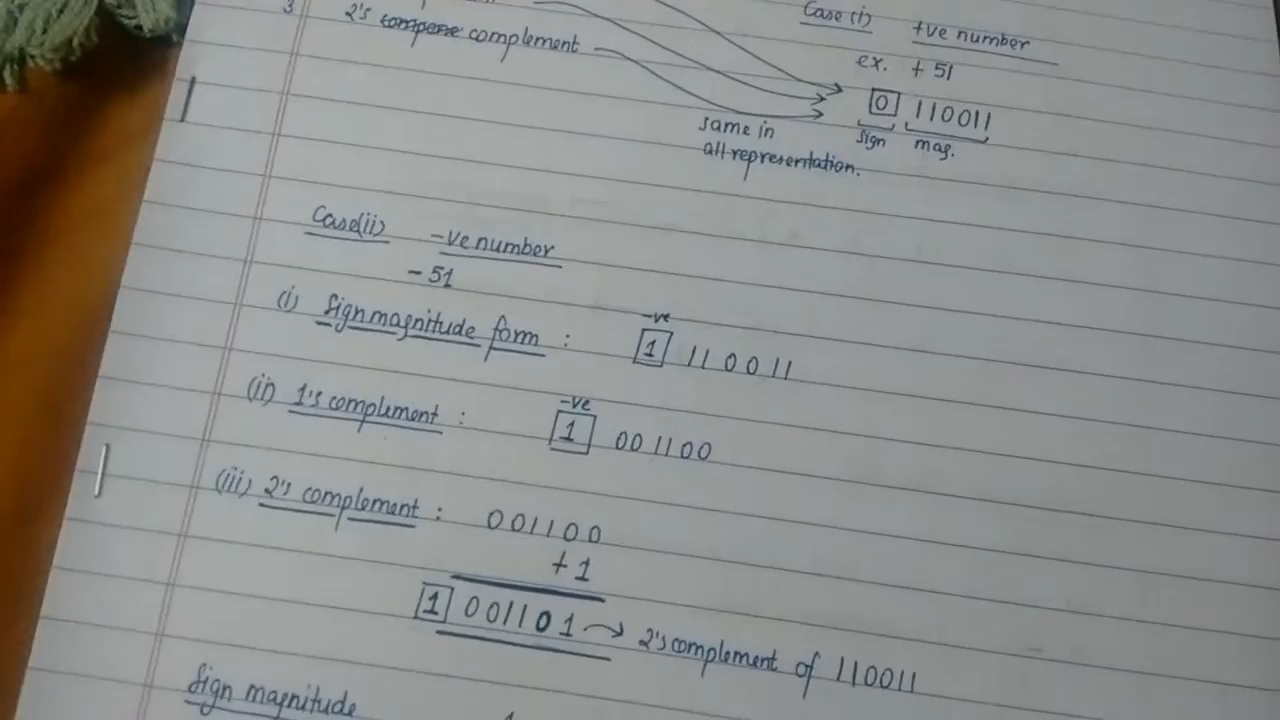 3 2's compone complement
Case (i) +ve number
ex. + 51
0 110011
sign mag.
same in
all representation.
Case(ii) -ve number
- 51
(i) Sign magnitude form :
-ve
1 110011
(ii) 1's complement :
-ve
1 001100
(iii) 2's complement : 001100
+ 1
1 001101 → 2's complement of 110011
Sign magnitude